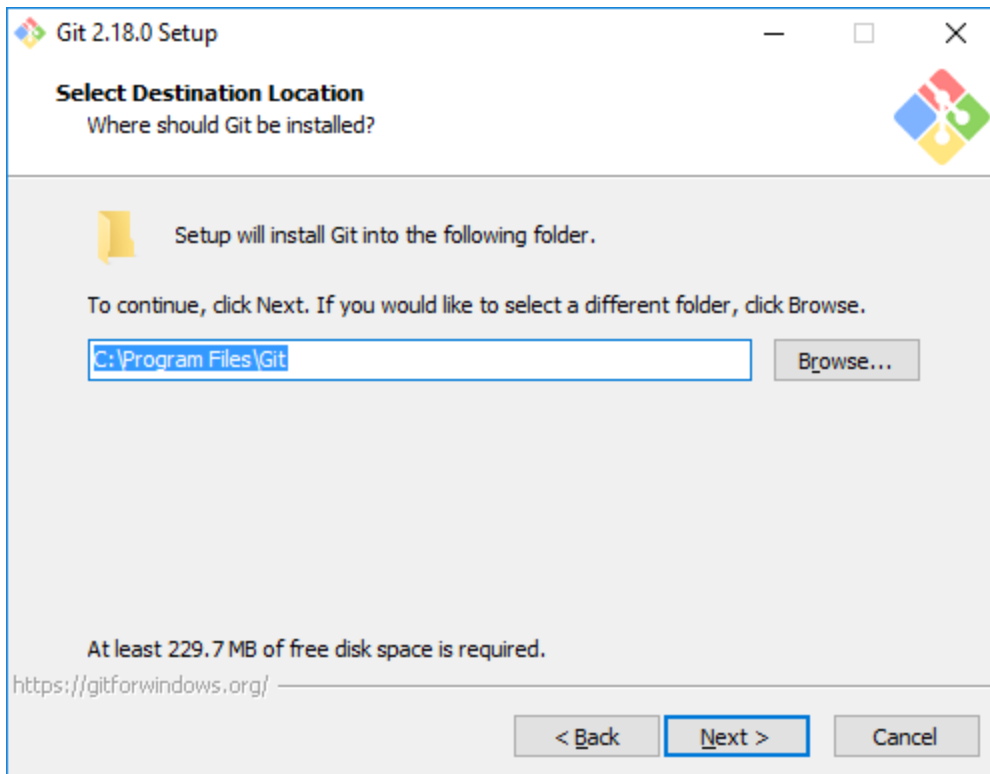 Git 2.18.0 Setup
Select Destination Location
Where should Git be installed?
Setup will install Git into the following folder.
To continue, click Next. If you would like to select a different folder, click Browse.
C:\Program Files\Git
Browse...
At least 229.7 MB of free disk space is required.
https://gitforwindows.org/
< Back
Next >
Cancel